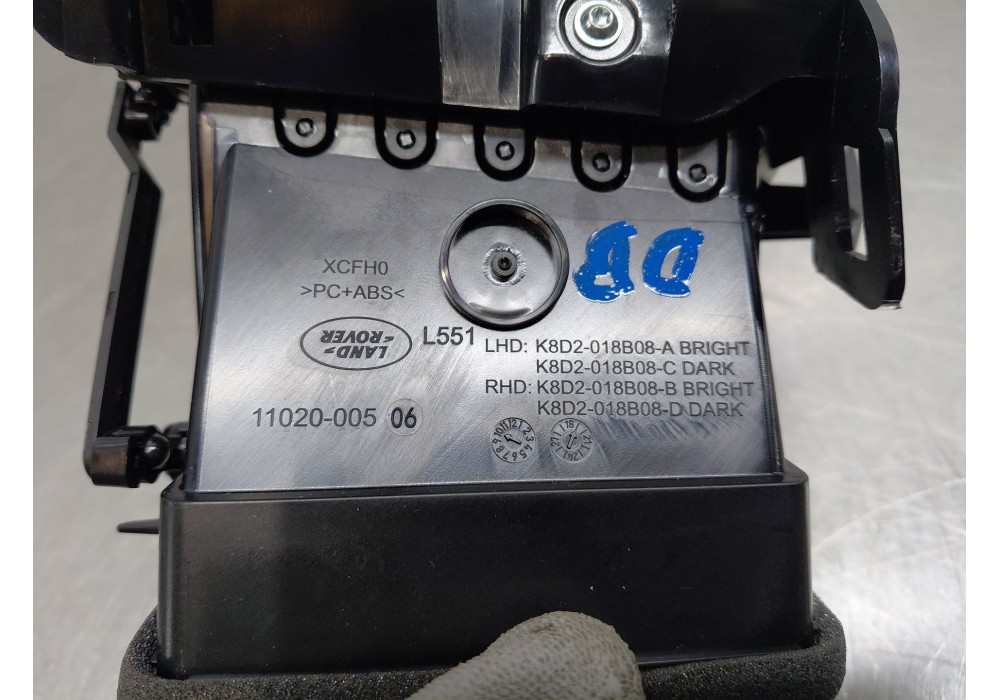 XCFH0
>PC+ABS<
LAND-
ROVER
L551
LHD: K8D2-018B08-A BRIGHT
K8D2-018B08-C DARK
RHD: K8D2-018B08-B BRIGHT
K8D2-018B08-D DARK
11020-005 06